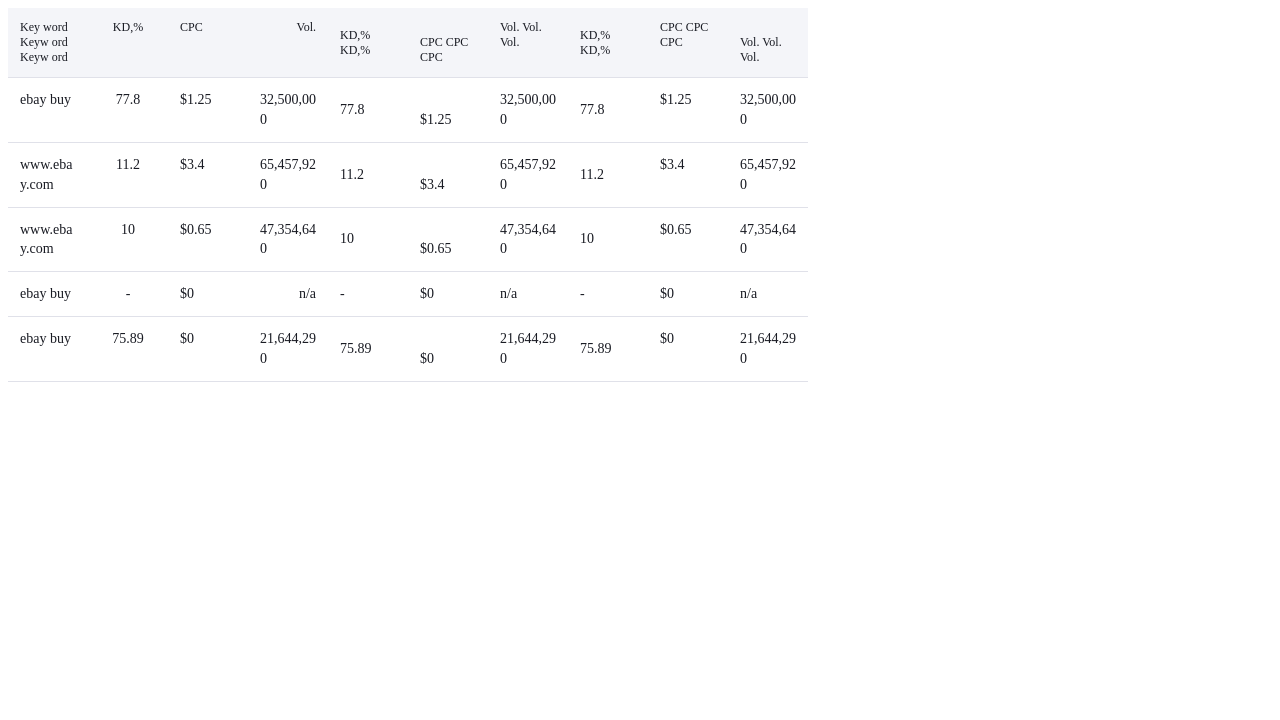 Key word Keyw ord Keyw ord KD,% CPC Vol. KD,% KD,% CPC CPC CPC Vol. Vol. Vol. KD,% KD,% CPC CPC CPC Vol. Vol. Vol.
ebay buy 77.8 $1.25 32,500,000 77.8 $1.25 32,500,000 77.8 $1.25 32,500,000
www.ebay.com 11.2 $3.4 65,457,920 11.2 $3.4 65,457,920 11.2 $3.4 65,457,920
www.ebay.com 10 $0.65 47,354,640 10 $0.65 47,354,640 10 $0.65 47,354,640
ebay buy - $0 n/a - $0 n/a - $0 n/a
ebay buy 75.89 $0 21,644,290 75.89 $0 21,644,290 75.89 $0 21,644,290